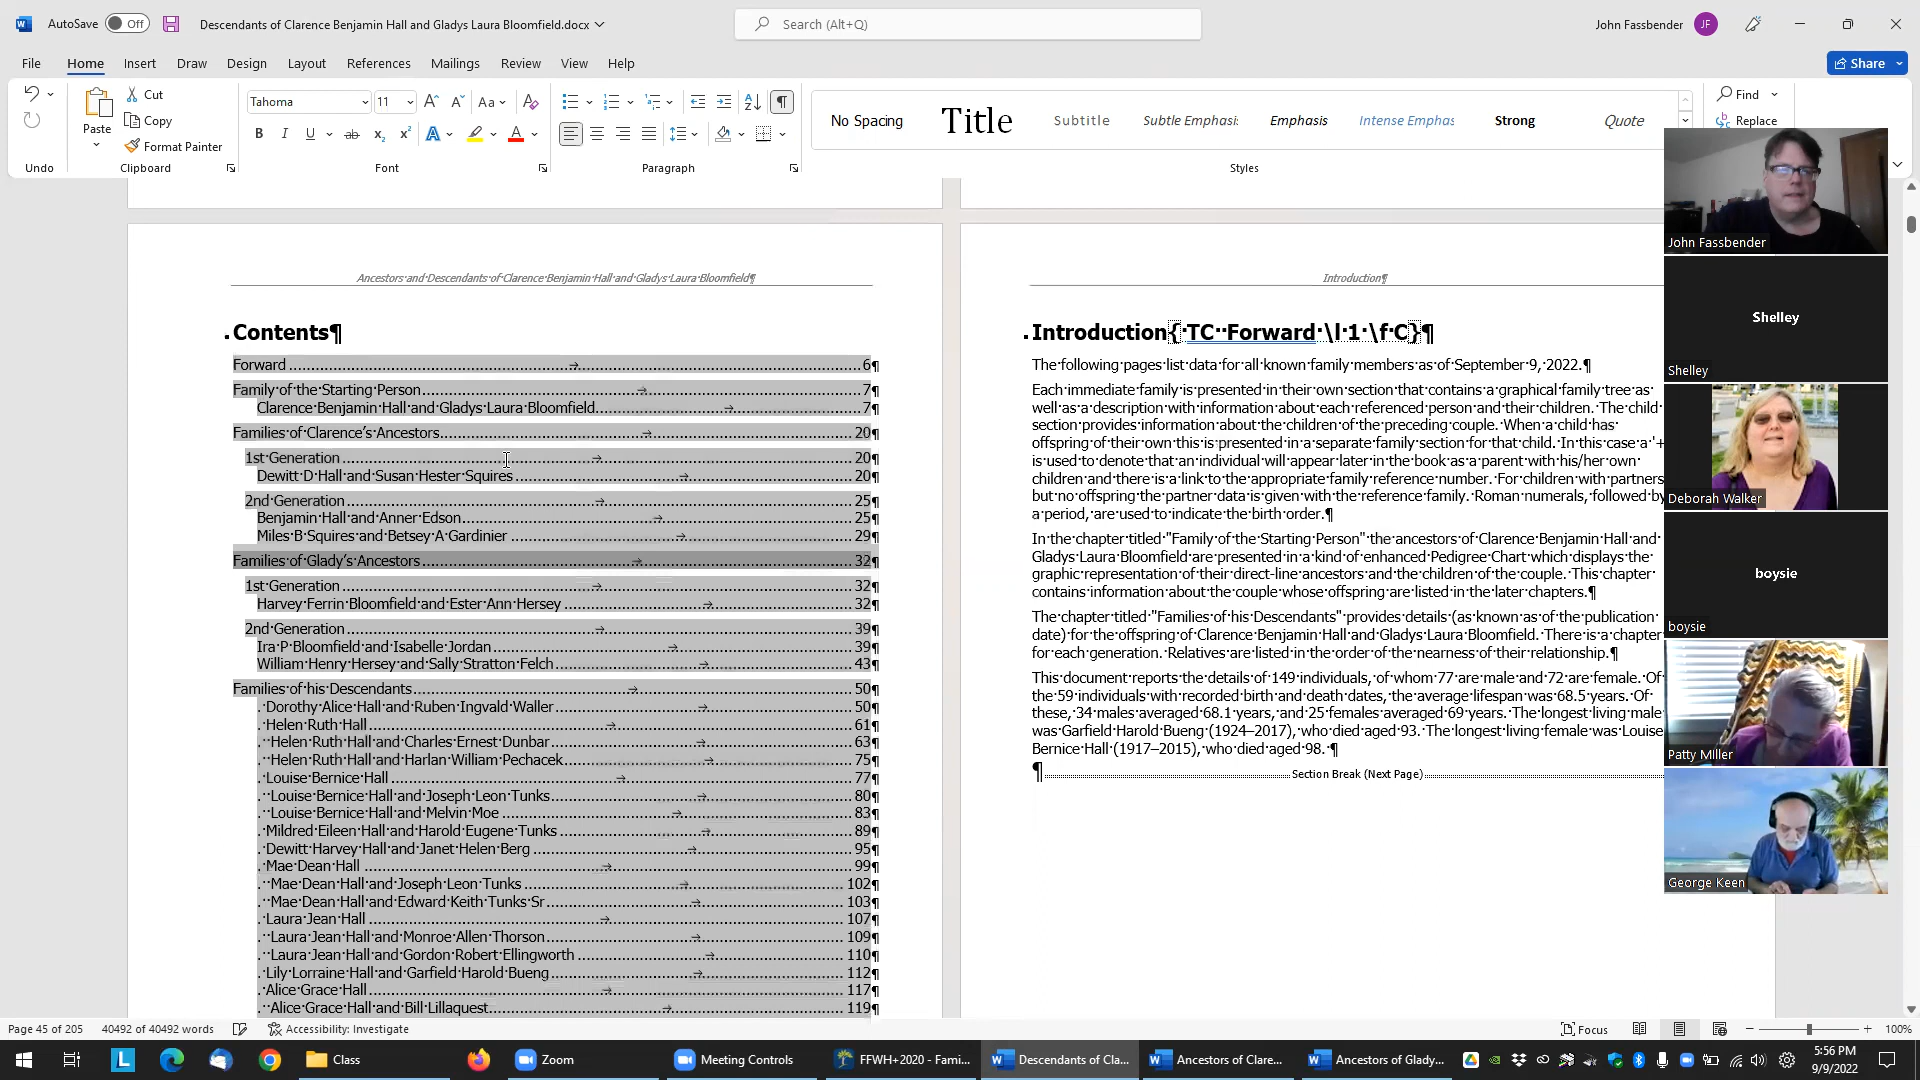 AutoSave Off Descendants of Clarence Benjamin Hall and Gladys Laura Bloomfield.docx Search (Alt+Q) John Fassbender JF
File Home Insert Draw Design Layout References Mailings Review View Help Share
Paste Cut Copy Format Painter
Tahoma 11 Aa
B I U ab x₂ x² A A
No Spacing Title Subtitle Subtle Emphasis Emphasis Intense Emphas Strong Quote
Find
Replace
Undo Clipboard Font Paragraph Styles
Ancestors·and·Descendants·of·Clarence·Benjamin·Hall·and·Gladys·Laura·Bloomfield¶
Contents¶
Forward → 6¶
Family·of·the·Starting·Person → 7¶
Clarence·Benjamin·Hall·and·Gladys·Laura·Bloomfield → 7¶
Families·of·Clarence’s·Ancestors → 20¶
1st·Generation → 20¶
Dewitt·D·Hall·and·Susan·Hester·Squires → 20¶
2nd·Generation → 25¶
Benjamin·Hall·and·Anner·Edson → 25¶
Miles·B·Squires·and·Betsey·A·Gardinier → 29¶
Families·of·Glady’s·Ancestors → 32¶
1st·Generation → 32¶
Harvey·Ferrin·Bloomfield·and·Ester·Ann·Hersey → 32¶
2nd·Generation → 39¶
Ira·P·Bloomfield·and·Isabelle·Jordan → 39¶
William·Henry·Hersey·and·Sally·Stratton·Felch → 43¶
Families·of·his·Descendants → 50¶
.·Dorothy·Alice·Hall·and·Ruben·Ingvald·Waller → 50¶
.·Helen·Ruth·Hall → 61¶
.··Helen·Ruth·Hall·and·Charles·Ernest·Dunbar → 63¶
.··Helen·Ruth·Hall·and·Harlan·William·Pechacek → 75¶
.·Louise·Bernice·Hall → 77¶
.··Louise·Bernice·Hall·and·Joseph·Leon·Tunks → 80¶
.··Louise·Bernice·Hall·and·Melvin·Moe → 83¶
.·Mildred·Eileen·Hall·and·Harold·Eugene·Tunks → 89¶
.·Dewitt·Harvey·Hall·and·Janet·Helen·Berg → 95¶
.·Mae·Dean·Hall → 99¶
.··Mae·Dean·Hall·and·Joseph·Leon·Tunks → 102¶
.··Mae·Dean·Hall·and·Edward·Keith·Tunks·Sr → 103¶
.·Laura·Jean·Hall → 107¶
.··Laura·Jean·Hall·and·Monroe·Allen·Thorson → 109¶
.··Laura·Jean·Hall·and·Gordon·Robert·Ellingworth → 110¶
.·Lily·Lorraine·Hall·and·Garfield·Harold·Bueng → 112¶
.·Alice·Grace·Hall → 117¶
.··Alice·Grace·Hall·and·Bill·Lillaquest → 119¶
Introduction¶
Introduction{·TC··Forward·\l·1·\f·C}¶
The·following·pages·list·data·for·all·known·family·members·as·of·September·9,·2022.¶
Each·immediate·family·is·presented·in·their·own·section·that·contains·a·graphical·family·tree·as·
well·as·a·description·with·information·about·each·referenced·person·and·their·children.·The·child·
section·provides·information·about·the·children·of·the·preceding·couple.·When·a·child·has·
offspring·of·their·own·this·is·presented·in·a·separate·family·section·for·that·child.·In·this·case·a·'+
is·used·to·denote·that·an·individual·will·appear·later·in·the·book·as·a·parent·with·his/her·own·
children·and·there·is·a·link·to·the·appropriate·family·reference·number.·For·children·with·partners
but·no·offspring·the·partner·data·is·given·with·the·reference·family.·Roman·numerals,·followed·by
a·period,·are·used·to·indicate·the·birth·order.¶
In·the·chapter·titled·"Family·of·the·Starting·Person"·the·ancestors·of·Clarence·Benjamin·Hall·and·
Gladys·Laura·Bloomfield·are·presented·in·a·kind·of·enhanced·Pedigree·Chart·which·displays·the·
graphic·representation·of·their·direct-line·ancestors·and·the·children·of·the·couple.·This·chapter·
contains·information·about·the·couple·whose·offspring·are·listed·in·the·later·chapters.¶
The·chapter·titled·"Families·of·his·Descendants"·provides·details·(as·known·as·of·the·publication·
date)·for·the·offspring·of·Clarence·Benjamin·Hall·and·Gladys·Laura·Bloomfield.·There·is·a·chapter·
for·each·generation.·Relatives·are·listed·in·the·order·of·the·nearness·of·their·relationship.¶
This·document·reports·the·details·of·149·individuals,·of·whom·77·are·male·and·72·are·female.·Of
the·59·individuals·with·recorded·birth·and·death·dates,·the·average·lifespan·was·68.5·years.·Of·
these,·34·males·averaged·68.1·years,·and·25·females·averaged·69·years.·The·longest·living·male
was·Garfield·Harold·Bueng·(1924–2017),·who·died·aged·93.·The·longest·living·female·was·Louise
Bernice·Hall·(1917–2015),·who·died·aged·98.·¶
¶ Section Break (Next Page)
John Fassbender
Shelley
Shelley
Deborah Walker
boysie
boysie
Patty Miller
George Keen
Page 45 of 205 40492 of 40492 words Accessibility: Investigate Focus 100%
Class Zoom Meeting Controls FFWH+2020 - Fami... Descendants of Cla... Ancestors of Clare... Ancestors of Glady... 5:56 PM
9/9/2022